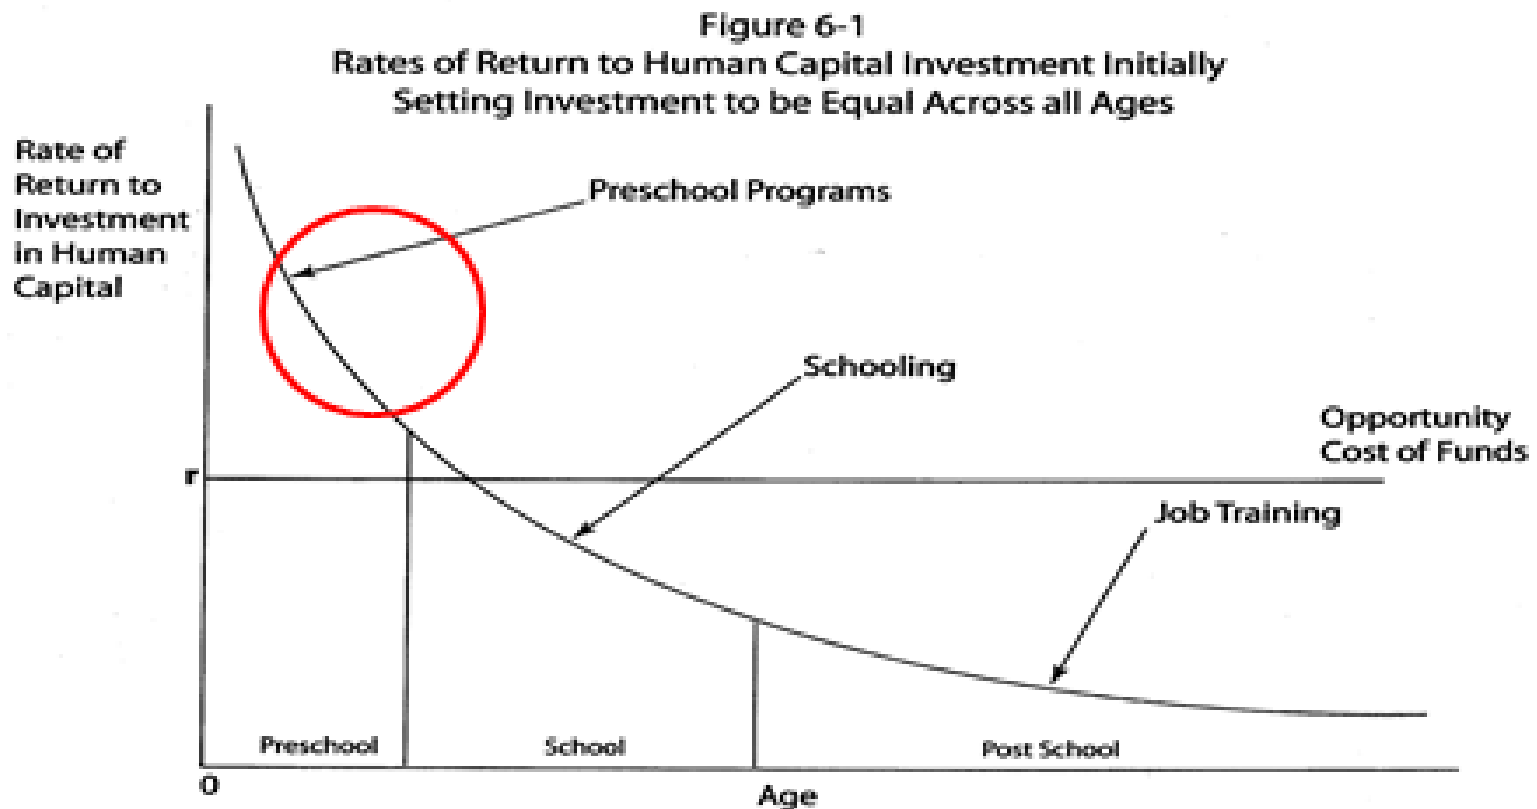 Figure 6-1
Rates of Return to Human Capital Investment Initially
Setting Investment to be Equal Across all Ages
Rate of
Return to
Investment
in Human
Capital
Preschool Programs
Schooling
Opportunity
Cost of Funds
r
Job Training
Preschool
School
Post School
0
Age